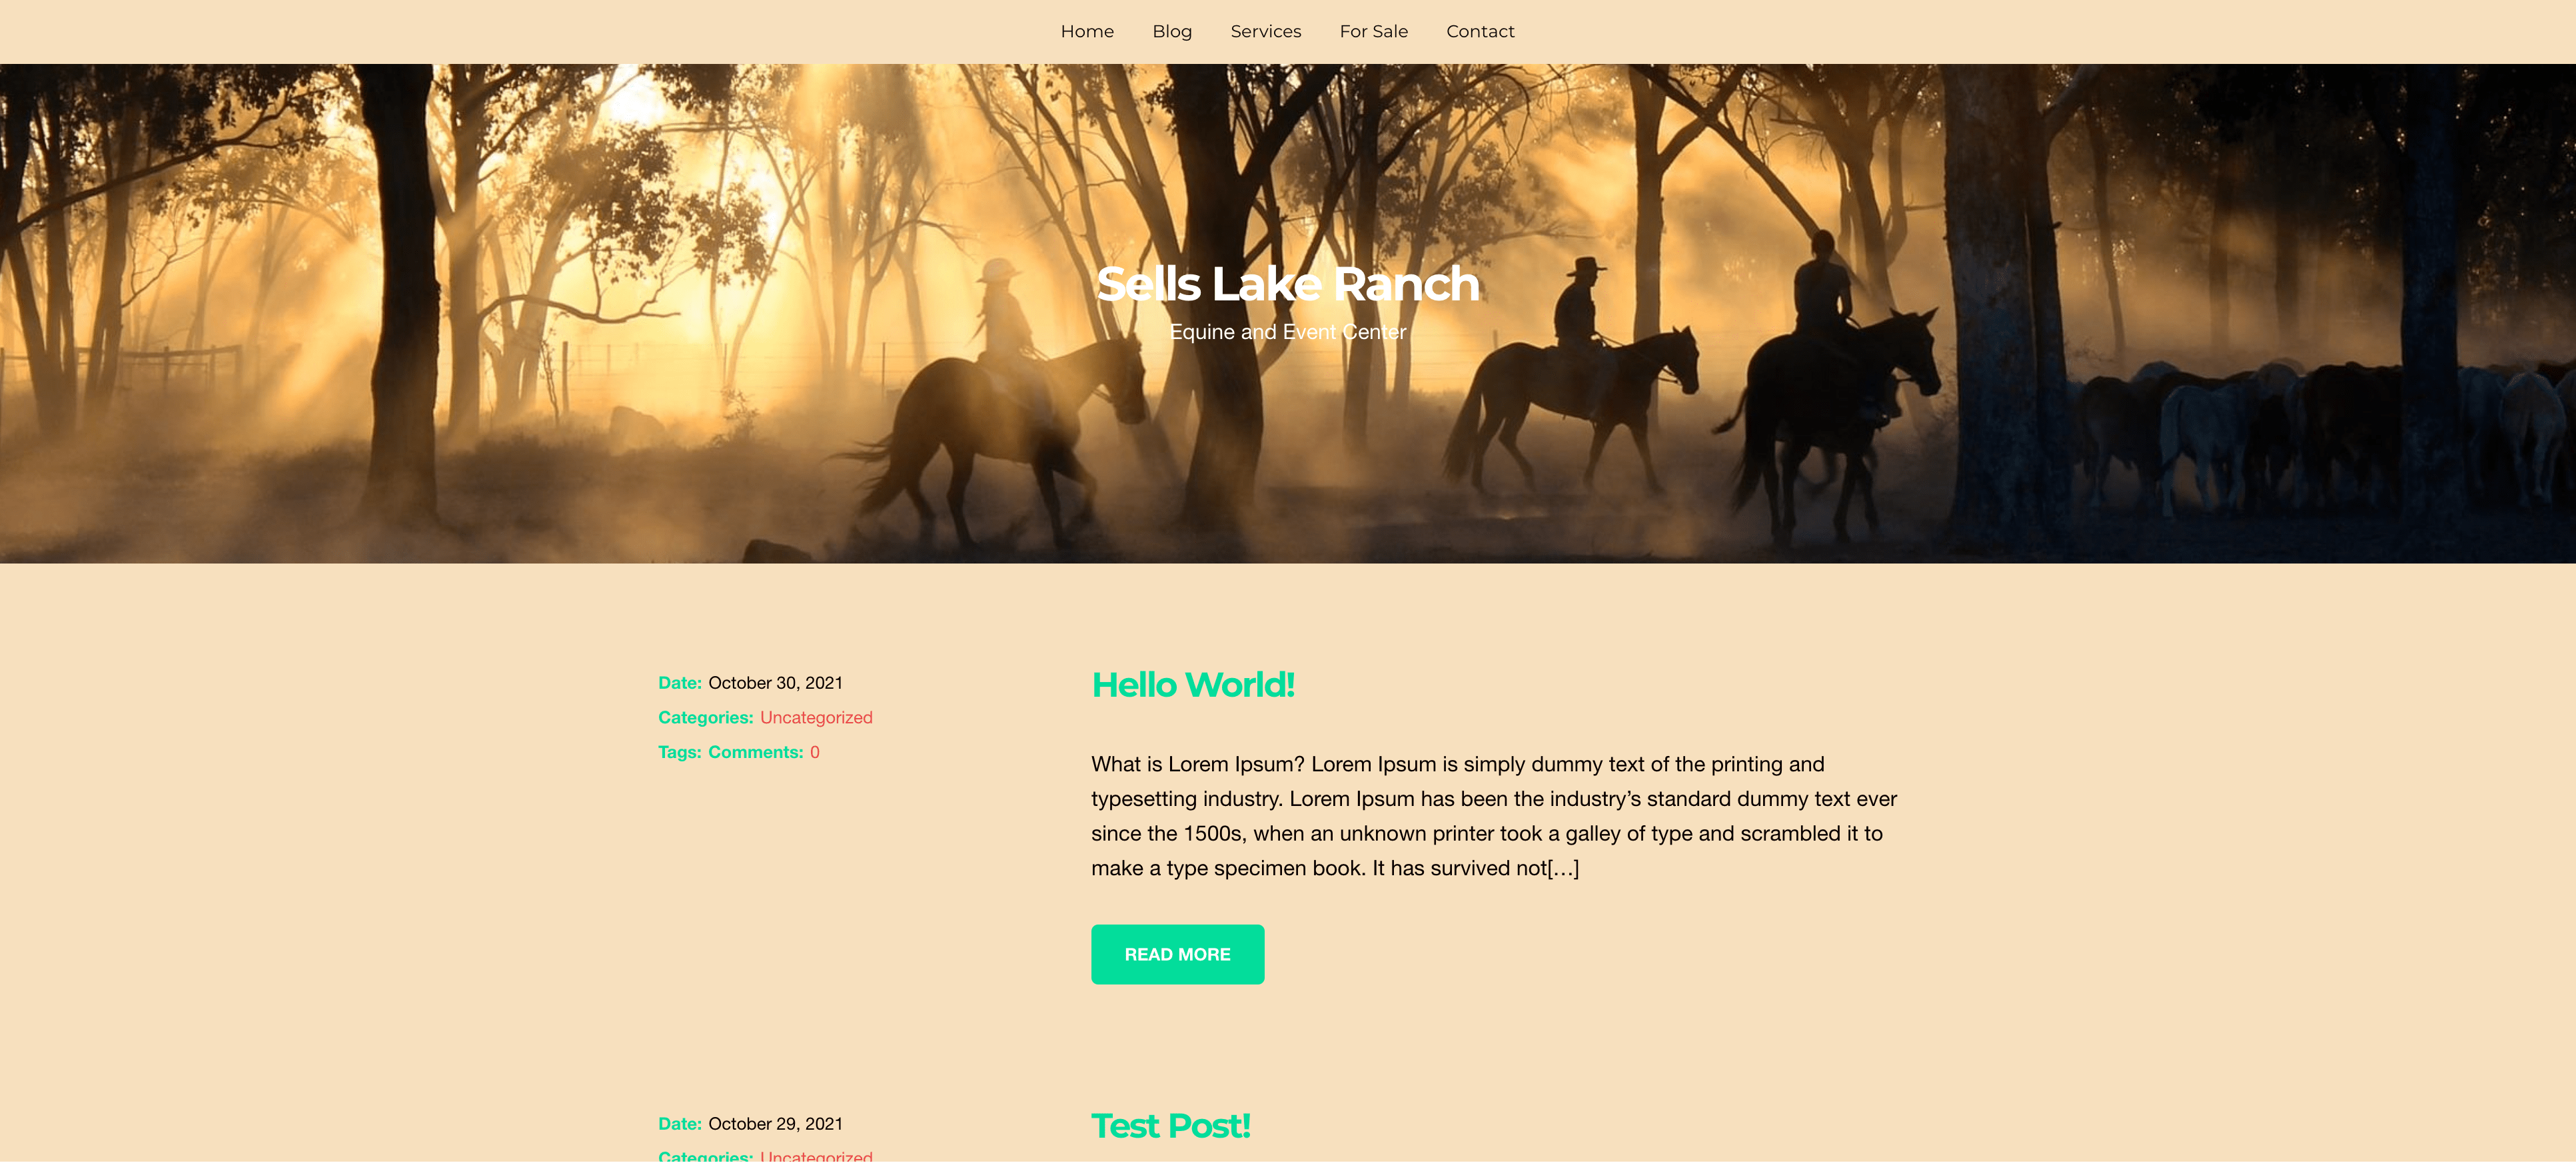 Home Blog Services For Sale Contact
Sells Lake Ranch
Equine and Event Center
Date: October 30, 2021
Categories: Uncategorized
Tags: Comments: 0
Hello World!
What is Lorem Ipsum? Lorem Ipsum is simply dummy text of the printing and
typesetting industry. Lorem Ipsum has been the industry’s standard dummy text ever
since the 1500s, when an unknown printer took a galley of type and scrambled it to
make a type specimen book. It has survived not[…]
READ MORE
Date: October 29, 2021
Categories: Uncategorized
Test Post!